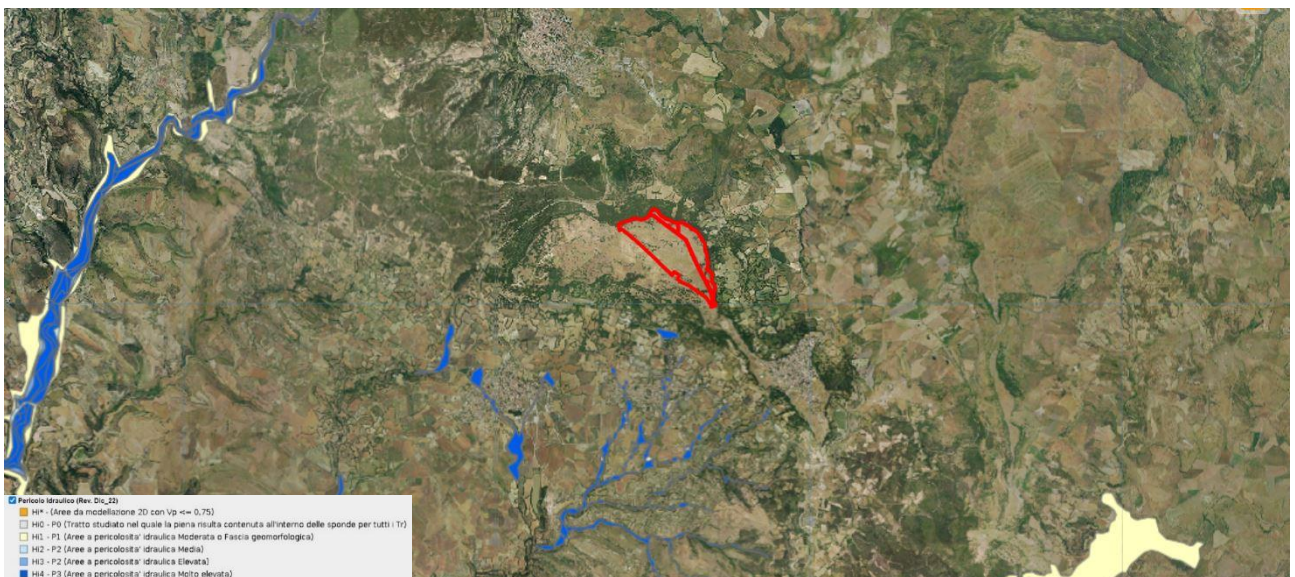 Pericolo Idraulico (Rev. Dic_22)
Hi* - (Aree da modellazione 2D con Vp <= 0,75)
Hi0 - P0 (Tratto studiato nel quale la piena risulta contenuta all'interno delle sponde per tutti i Tr)
Hi1 - P1 (Aree a pericolosita' idraulica Moderata o Fascia geomorfologica)
Hi2 - P2 (Aree a pericolosita' idraulica Media)
Hi3 - P2 (Aree a pericolosita' idraulica Elevata)
Hi4 - P3 (Aree a pericolosita' idraulica Molto elevata)